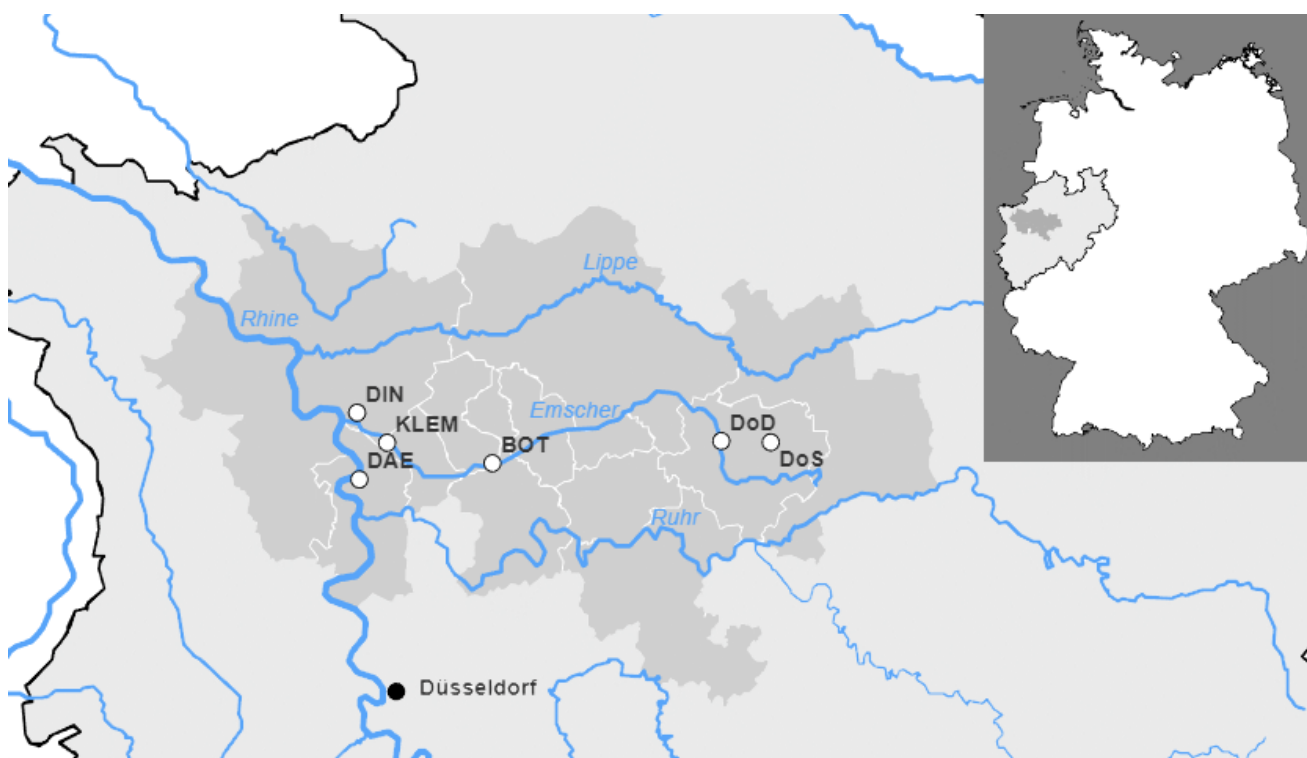 Lippe
Rhine
DIN
Emscher
KLEM
DoD
BOT
DAE
DoS
Ruhr
Düsseldorf